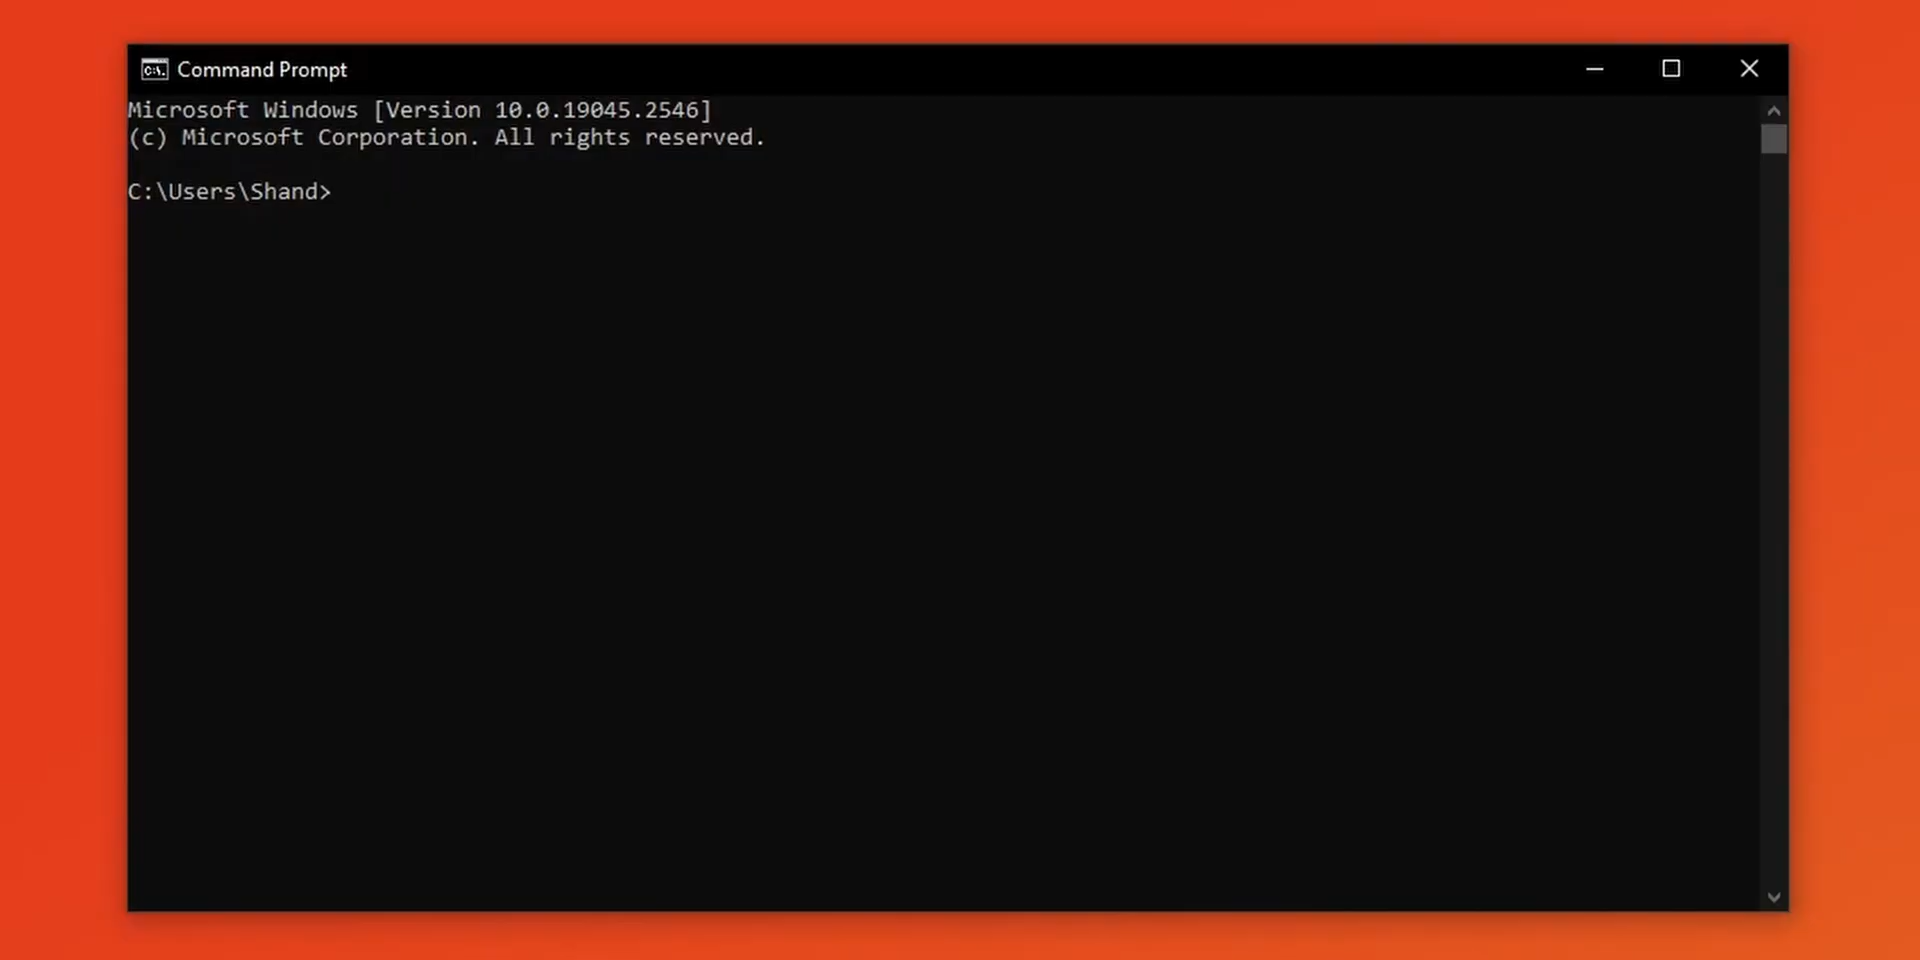 Command Prompt
Microsoft Windows [Version 10.0.19045.2546]
(c) Microsoft Corporation. All rights reserved.
C:\Users\Shand>